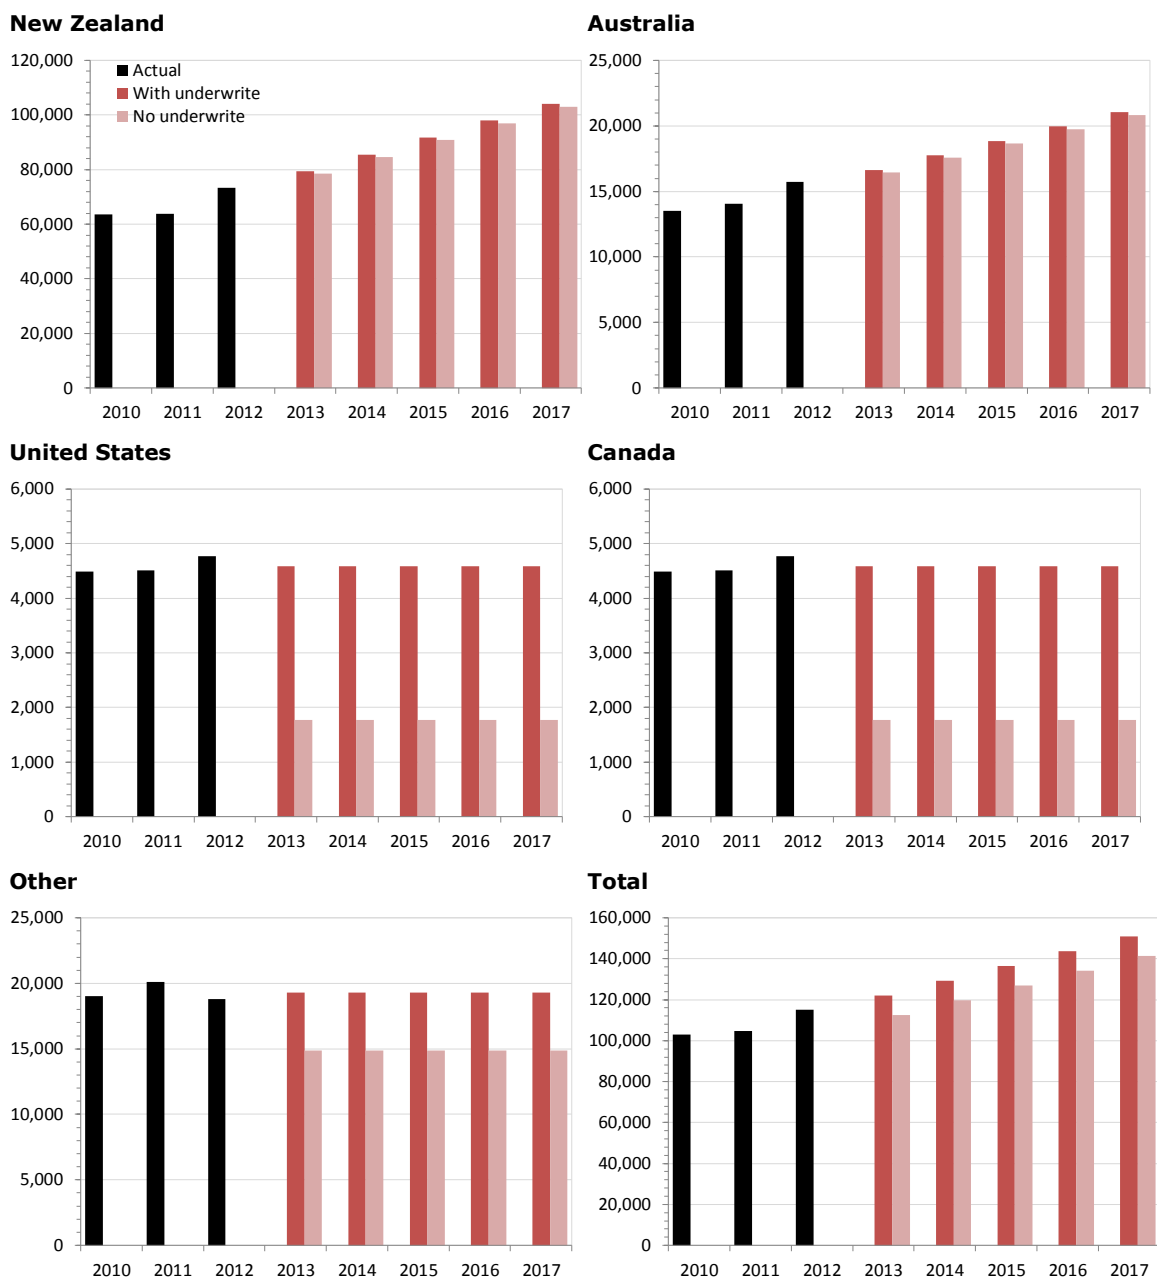 New Zealand
120,000
100,000
80,000
60,000
40,000
20,000
0
Actual
With underwrite
No underwrite
2010 2011 2012 2013 2014 2015 2016 2017
Australia
25,000
20,000
15,000
10,000
5,000
0
2010 2011 2012 2013 2014 2015 2016 2017
United States
6,000
5,000
4,000
3,000
2,000
1,000
0
2010 2011 2012 2013 2014 2015 2016 2017
Canada
6,000
5,000
4,000
3,000
2,000
1,000
0
2010 2011 2012 2013 2014 2015 2016 2017
Other
25,000
20,000
15,000
10,000
5,000
0
2010 2011 2012 2013 2014 2015 2016 2017
Total
160,000
140,000
120,000
100,000
80,000
60,000
40,000
20,000
0
2010 2011 2012 2013 2014 2015 2016 2017